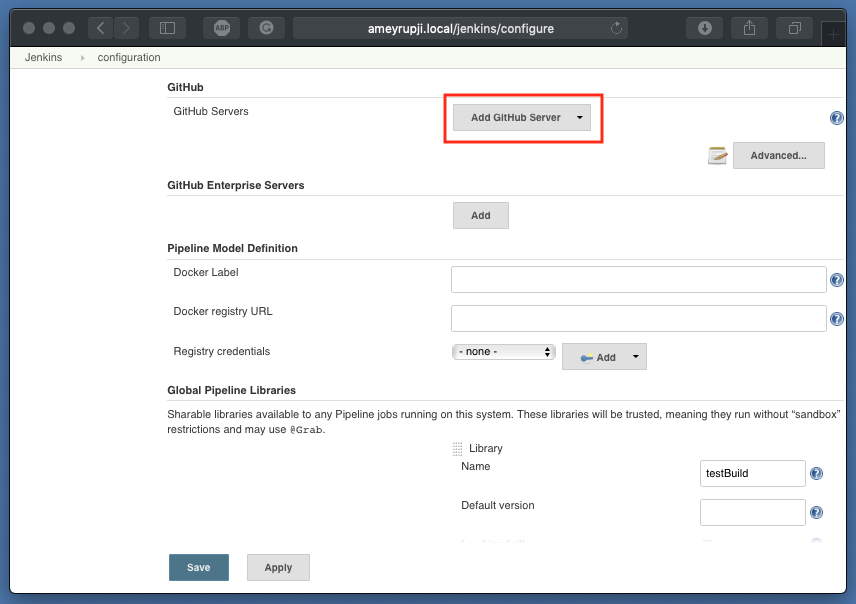 ABP
ameyrupji.local/jenkins/configure
Jenkins
configuration
GitHub
GitHub Servers
Add GitHub Server
?
Advanced...
GitHub Enterprise Servers
Add
Pipeline Model Definition
Docker Label
?
Docker registry URL
?
Registry credentials
- none -
Add
Global Pipeline Libraries
Sharable libraries available to any Pipeline jobs running on this system. These libraries will be trusted, meaning they run without “sandbox”
restrictions and may use @Grab.
Library
Name
testBuild
?
Default version
?
Save
Apply